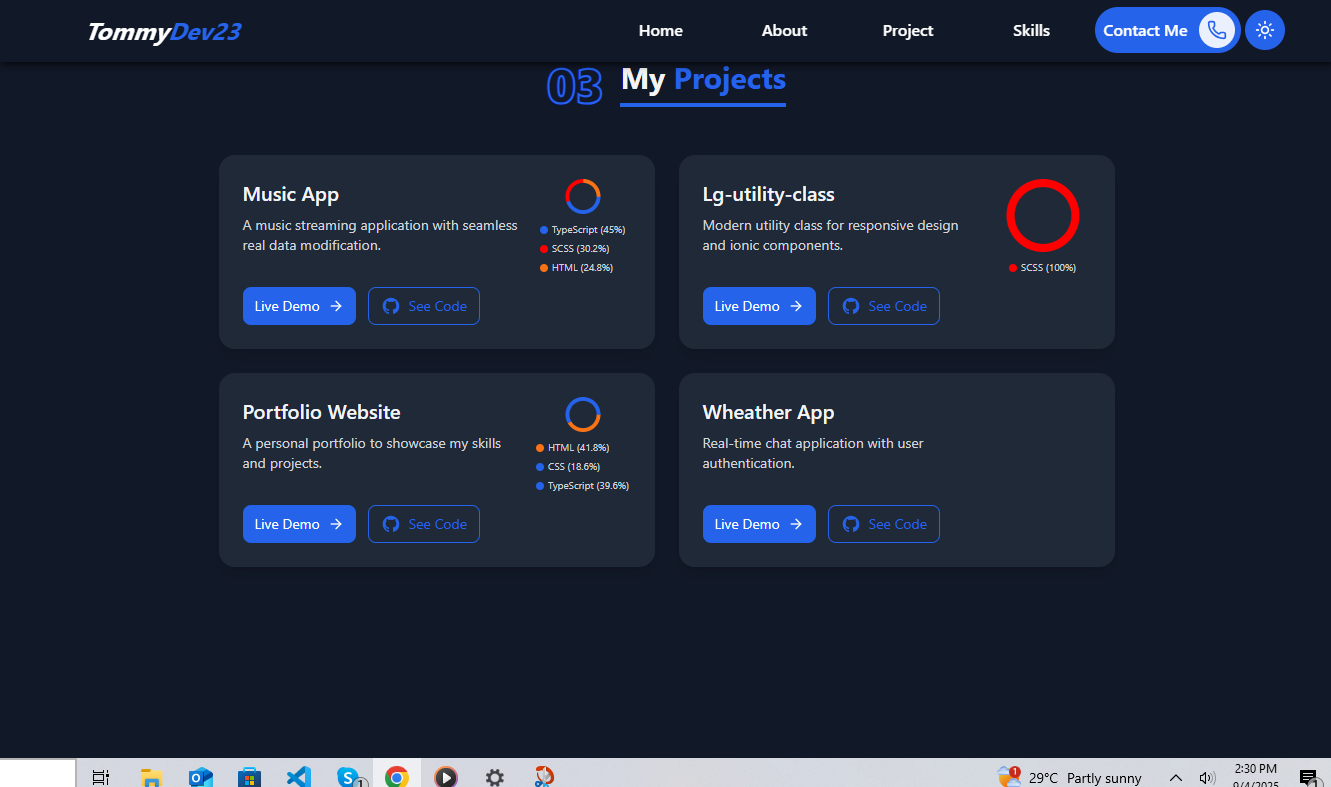 TommyDev23
Home
About
Project
Skills
Contact Me
03
My Projects
Music App
A music streaming application with seamless
real data modification.
TypeScript (45%)
SCSS (30.2%)
HTML (24.8%)
Live Demo
See Code
Lg-utility-class
Modern utility class for responsive design
and ionic components.
SCSS (100%)
Live Demo
See Code
Portfolio Website
A personal portfolio to showcase my skills
and projects.
HTML (41.8%)
CSS (18.6%)
TypeScript (39.6%)
Live Demo
See Code
Wheather App
Real-time chat application with user
authentication.
Live Demo
See Code
S
1
1
29°C Partly sunny
2:30 PM
9/4/2025
1